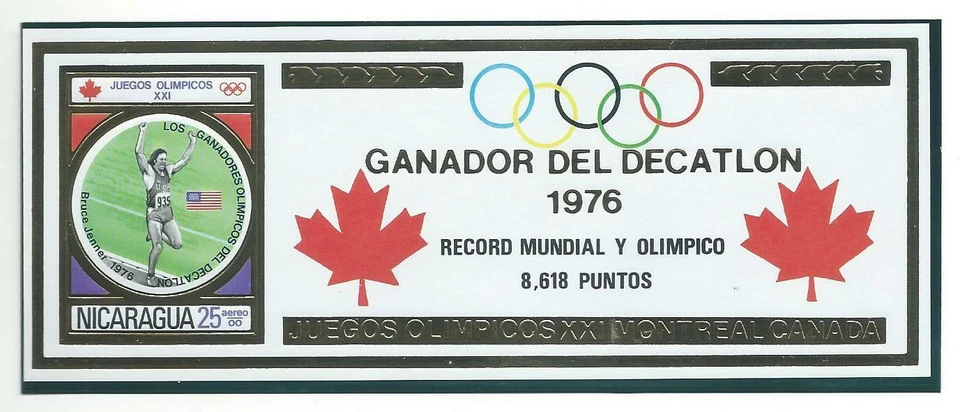 JUEGOS OLIMPICOS
XXI
LOS GANADORES OLIMPICOS DEL DECATLON
USA
935
Bruce Jenner 1976
NICARAGUA 25 aereo
00
GANADOR DEL DECATLON
1976
RECORD MUNDIAL Y OLIMPICO
8,618 PUNTOS
JUEGOS OLIMPICOS XXI MONTREAL CANADA